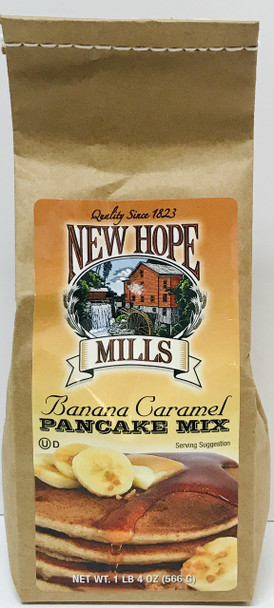 Quality Since 1823
NEW HOPE
MILLS
Banana Caramel
PANCAKE MIX
U D
Serving Suggestion
NET WT. 1 LB 4 OZ (566 G)